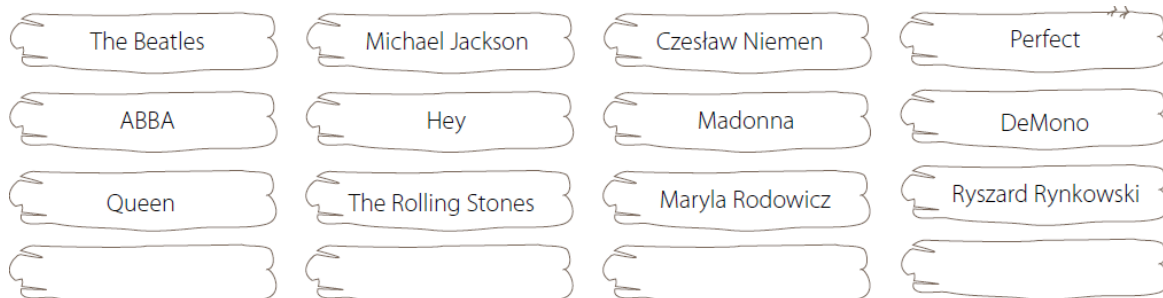 The Beatles
Michael Jackson
Czesław Niemen
Perfect
ABBA
Hey
Madonna
DeMono
Queen
The Rolling Stones
Maryla Rodowicz
Ryszard Rynkowski